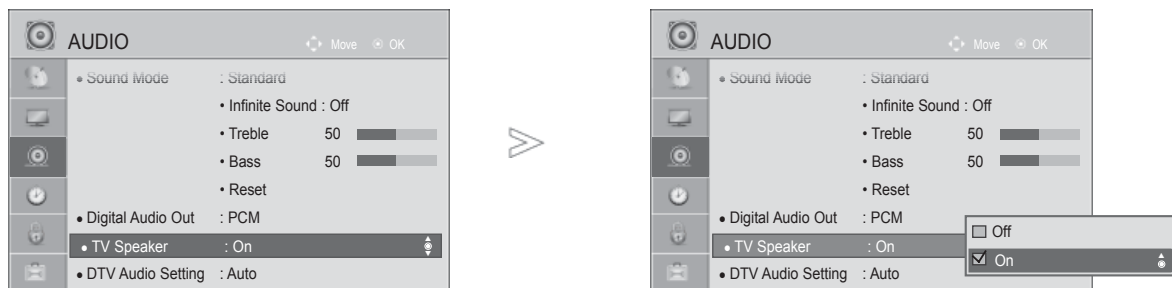 AUDIO
Move OK
• Sound Mode : Standard
• Infinite Sound : Off
• Treble 50
• Bass 50
• Reset
• Digital Audio Out : PCM
• TV Speaker : On
• DTV Audio Setting : Auto
AUDIO
Move OK
• Sound Mode : Standard
• Infinite Sound : Off
• Treble 50
• Bass 50
• Reset
• Digital Audio Out : PCM
• TV Speaker : On
• DTV Audio Setting : Auto
Off
On